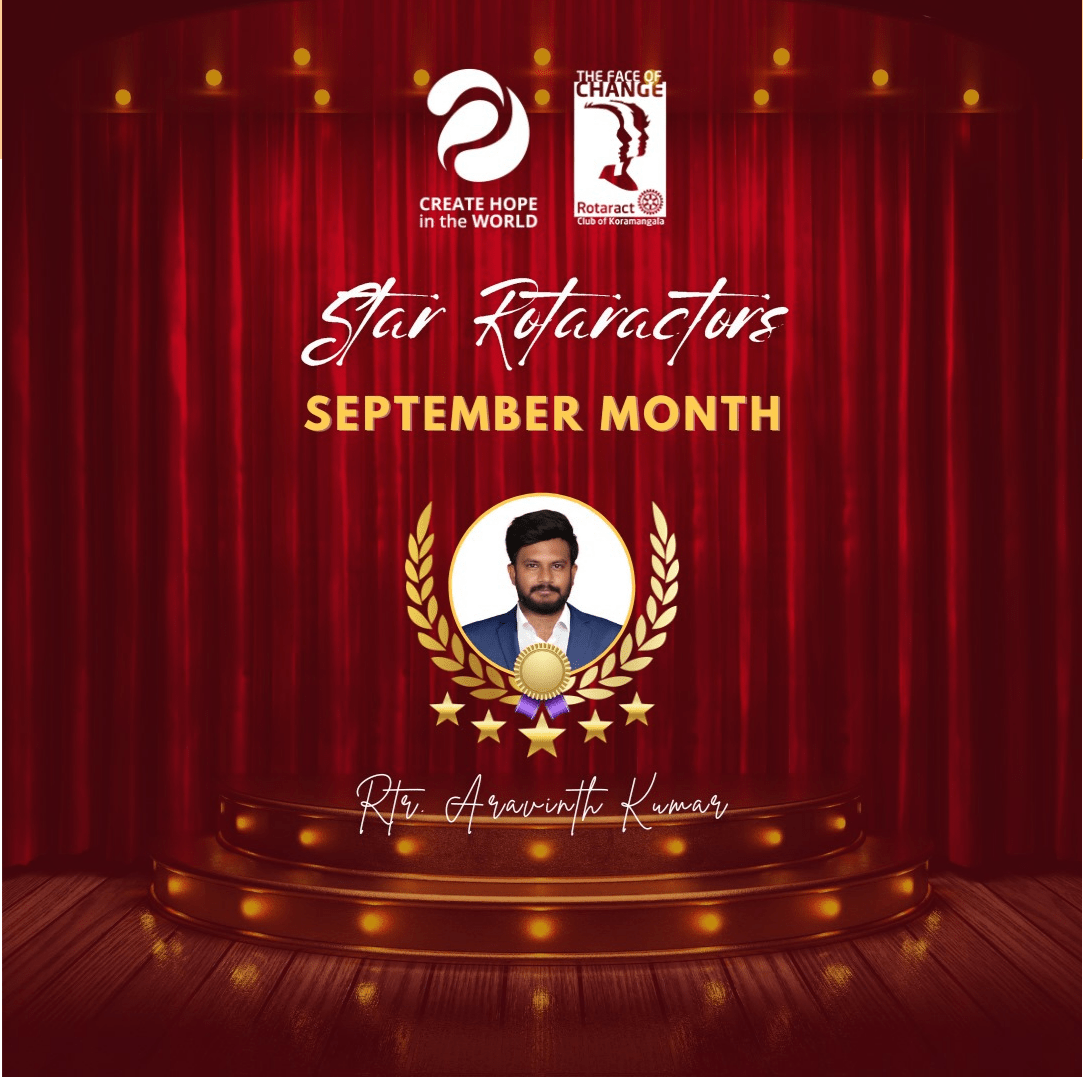 CREATE HOPE
in the WORLD
THE FACE OF
CHANGE
Rotaract
Club of Koramangala
Star Rotaractors
SEPTEMBER MONTH
Rtr. Aravinth Kumar